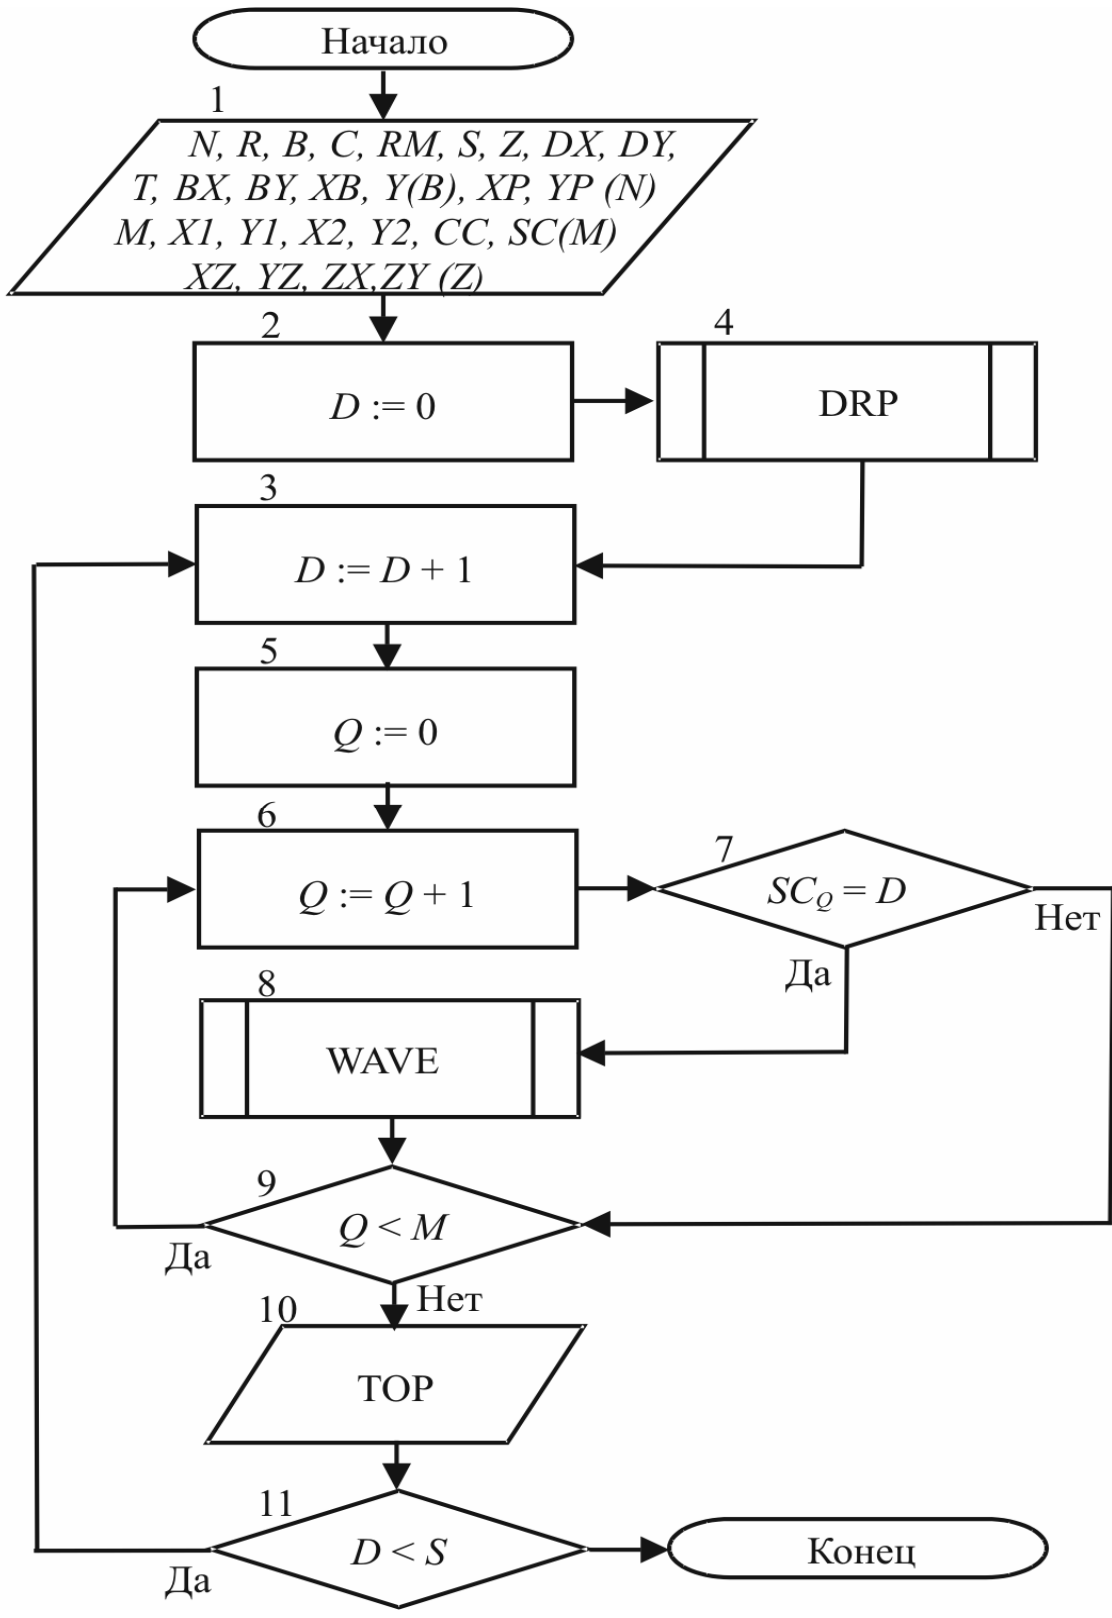 Начало
1
N, R, B, C, RM, S, Z, DX, DY,
T, BX, BY, XB, Y(B), XP, YP (N)
M, X1, Y1, X2, Y2, CC, SC(M)
XZ, YZ, ZX,ZY (Z)
2
D := 0
4
DRP
3
D := D + 1
5
Q := 0
6
Q := Q + 1
7
SC_Q = D
Нет
Да
8
WAVE
9
Q < M
Да
Нет
10
TOP
11
D < S
Да
Конец